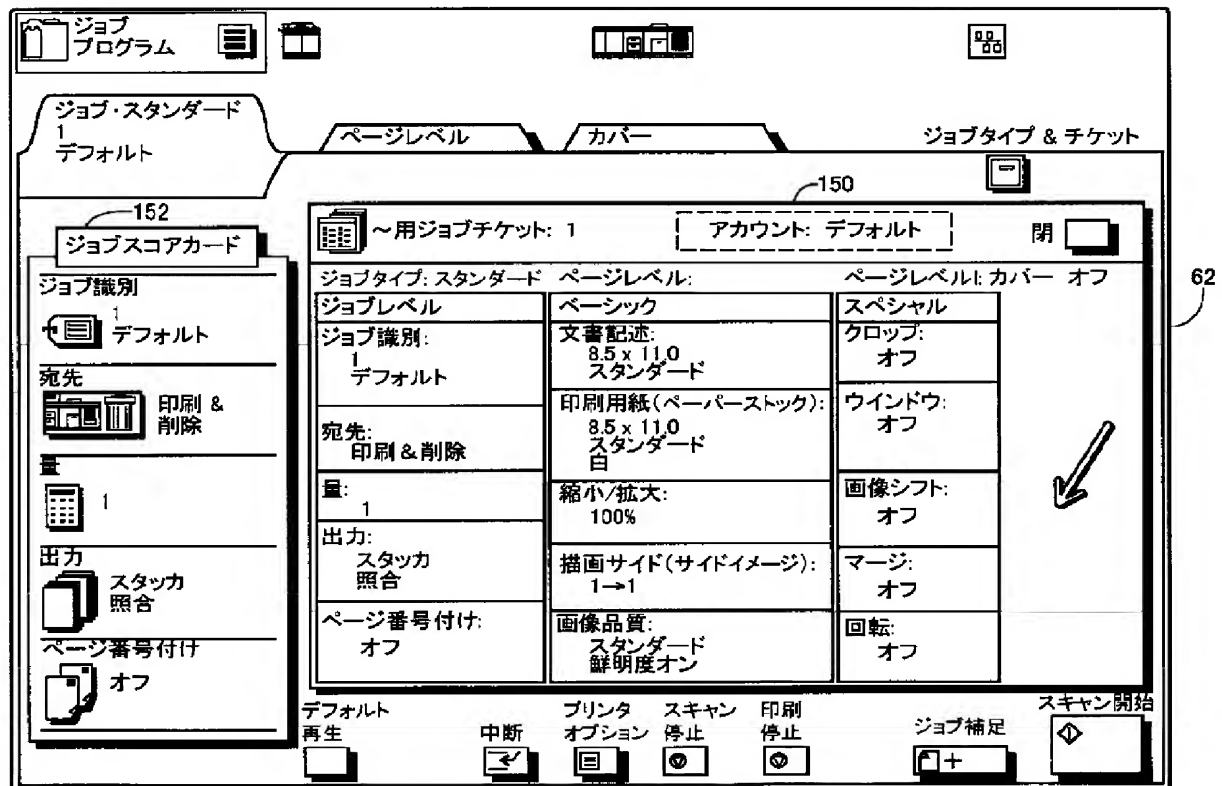 ジョブ
プログラム
ジョブ・スタンダード
1
デフォルト
ページレベル
カバー
ジョブタイプ & チケット
150
152
62
ジョブスコアカード
ジョブ識別
1
デフォルト
宛先
印刷 &
削除
量
1
出力
スタッカ
照合
ページ番号付け
オフ
～用ジョブチケット: 1
アカウント: デフォルト
閉
ジョブタイプ: スタンダード
ページレベル:
ページレベルl: カバー オフ
ジョブレベル
ジョブ識別:
1
デフォルト
宛先:
印刷&削除
量:
1
出力:
スタッカ
照合
ページ番号付け:
オフ
ベーシック
文書記述:
8.5 x 11.0
スタンダード
印刷用紙(ペーパーストック):
8.5 x 11.0
スタンダード
白
縮小/拡大:
100%
描画サイド(サイドイメージ):
1→1
画像品質:
スタンダード
鮮明度オン
スペシャル
クロップ:
オフ
ウインドウ:
オフ
画像シフト:
オフ
マージ:
オフ
回転:
オフ
デフォルト
再生
中断
プリンタ
オプション
スキャン
停止
印刷
停止
ジョブ補足
スキャン開始